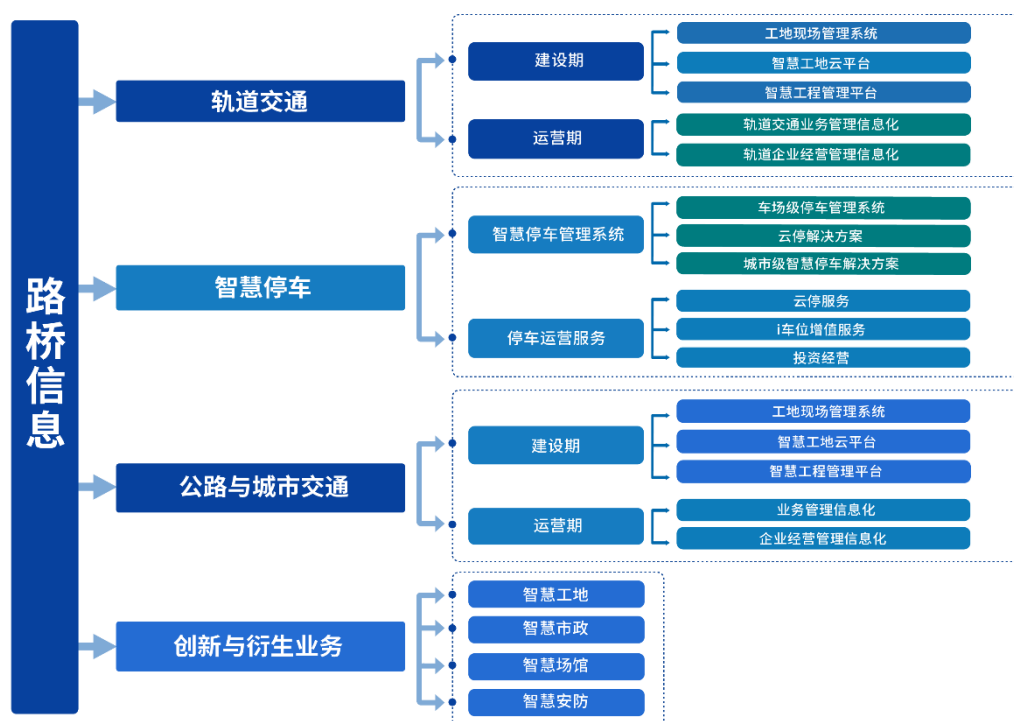 路桥信息
轨道交通
建设期
工地现场管理系统
智慧工地云平台
智慧工程管理平台
运营期
轨道交通业务管理信息化
轨道企业经营管理信息化
智慧停车
智慧停车管理系统
车场级停车管理系统
云停解决方案
城市级智慧停车解决方案
停车运营服务
云停服务
i车位增值服务
投资经营
公路与城市交通
建设期
工地现场管理系统
智慧工地云平台
智慧工程管理平台
运营期
业务管理信息化
企业经营管理信息化
创新与衍生业务
智慧工地
智慧市政
智慧场馆
智慧安防